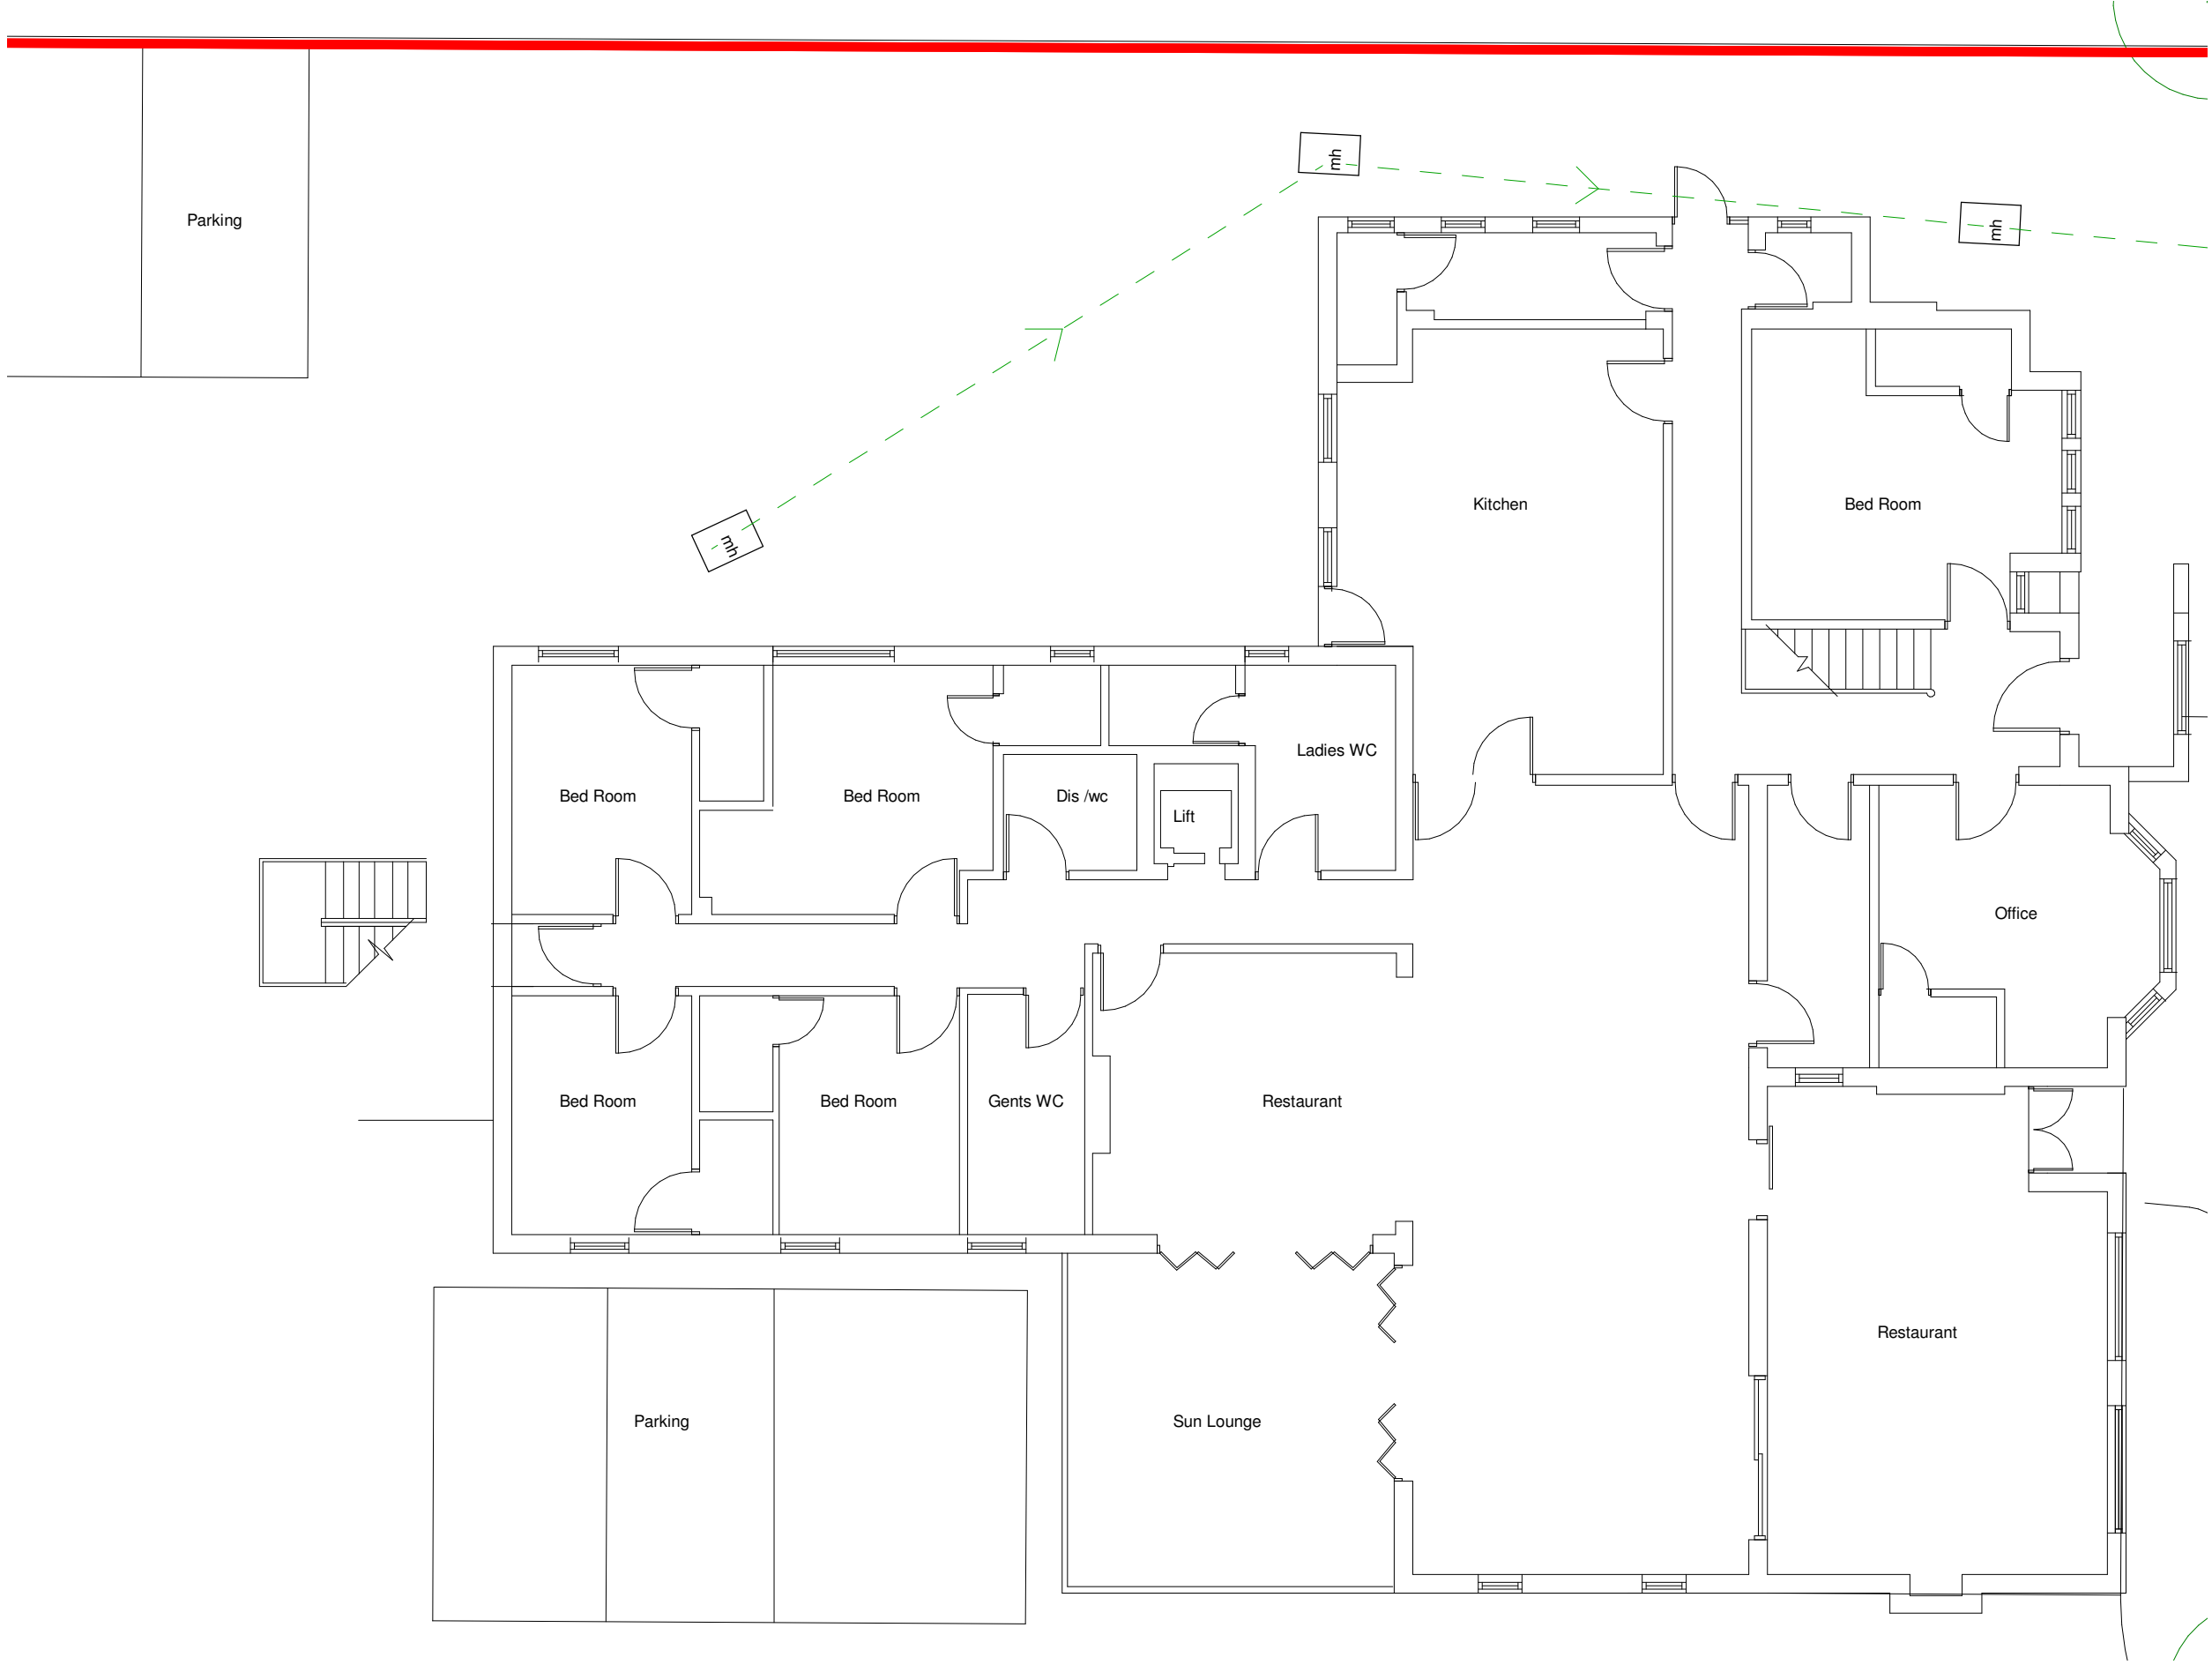 mh
Parking
mh
Kitchen
Bed Room
mh
Ladies WC
Bed Room
Bed Room
Dis /wc
Lift
Office
Bed Room
Bed Room
Gents WC
Restaurant
Restaurant
Parking
Sun Lounge